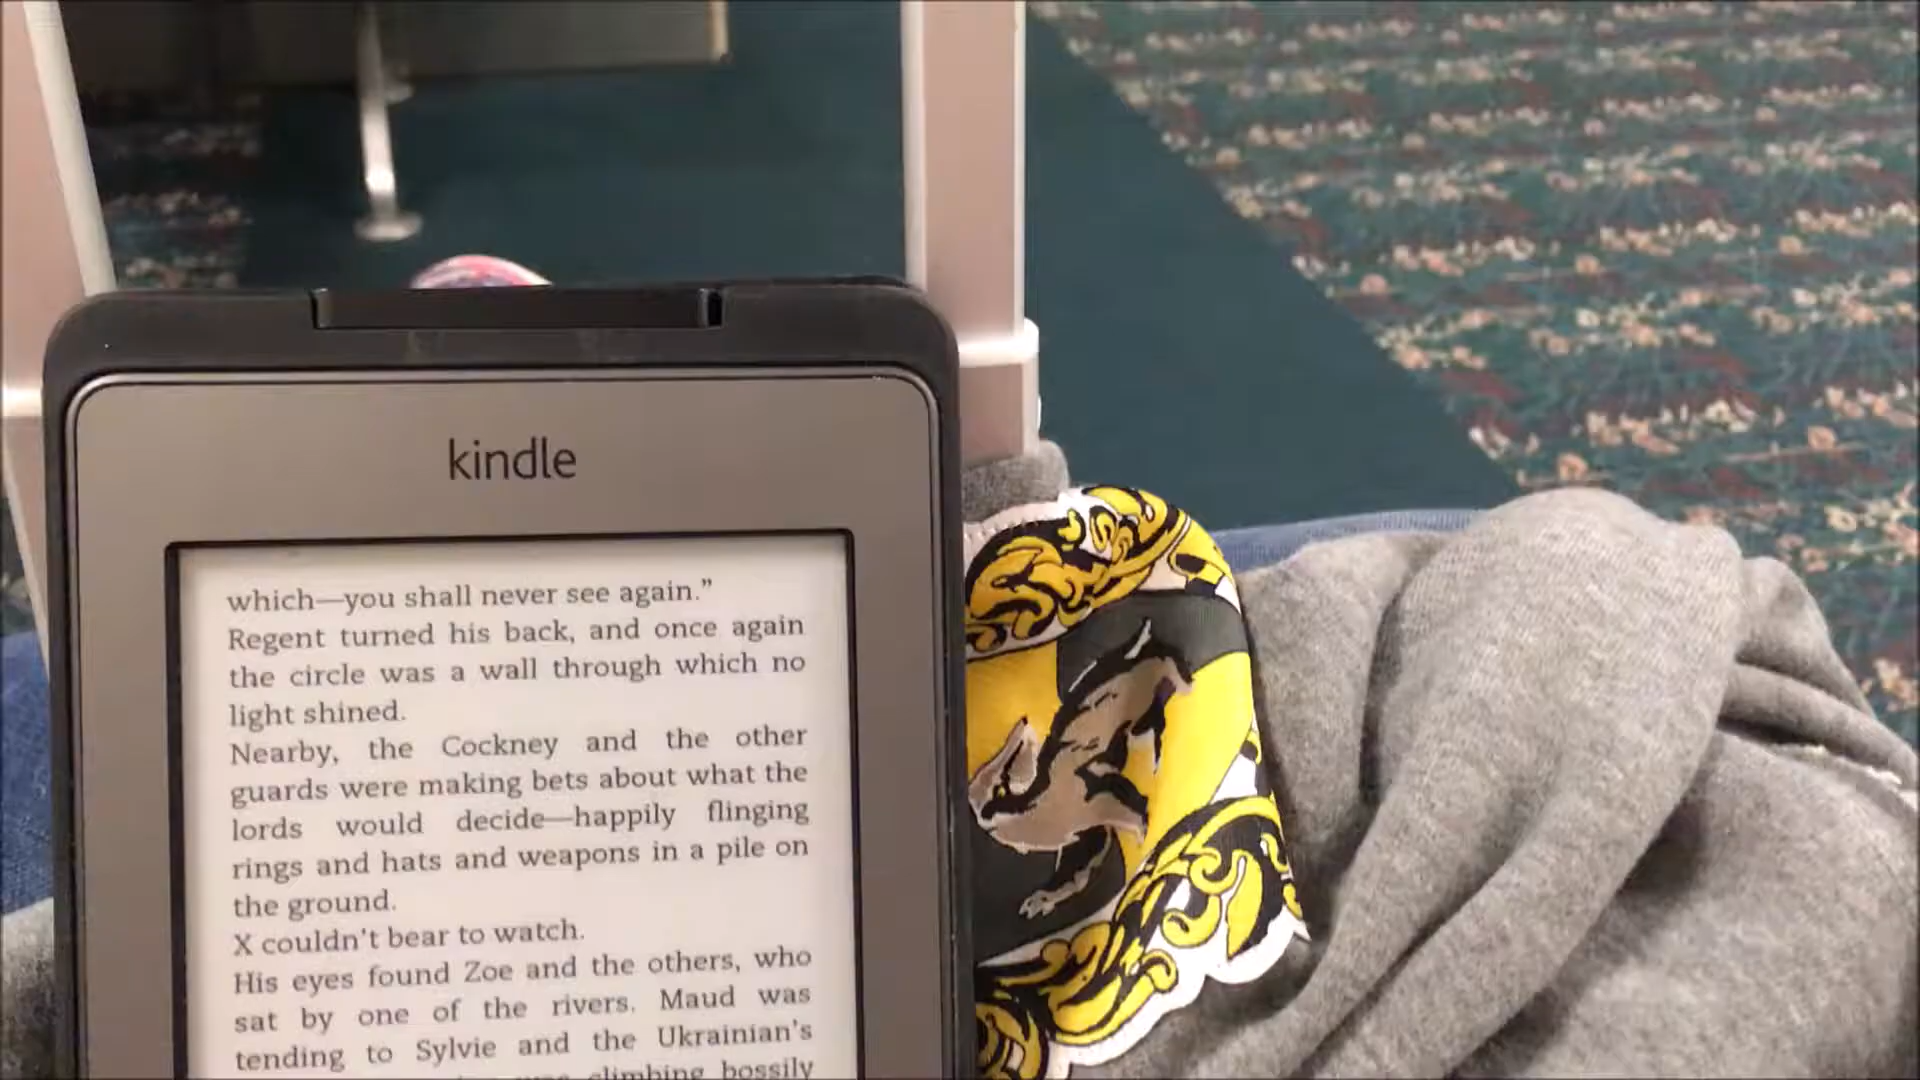 kindle
which—you shall never see again.”
Regent turned his back, and once again
the circle was a wall through which no
light shined.
Nearby, the Cockney and the other
guards were making bets about what the
lords would decide—happily flinging
rings and hats and weapons in a pile on
the ground.
X couldn’t bear to watch.
His eyes found Zoe and the others, who
sat by one of the rivers. Maud was
tending to Sylvie and the Ukrainian’s
climbing bossily